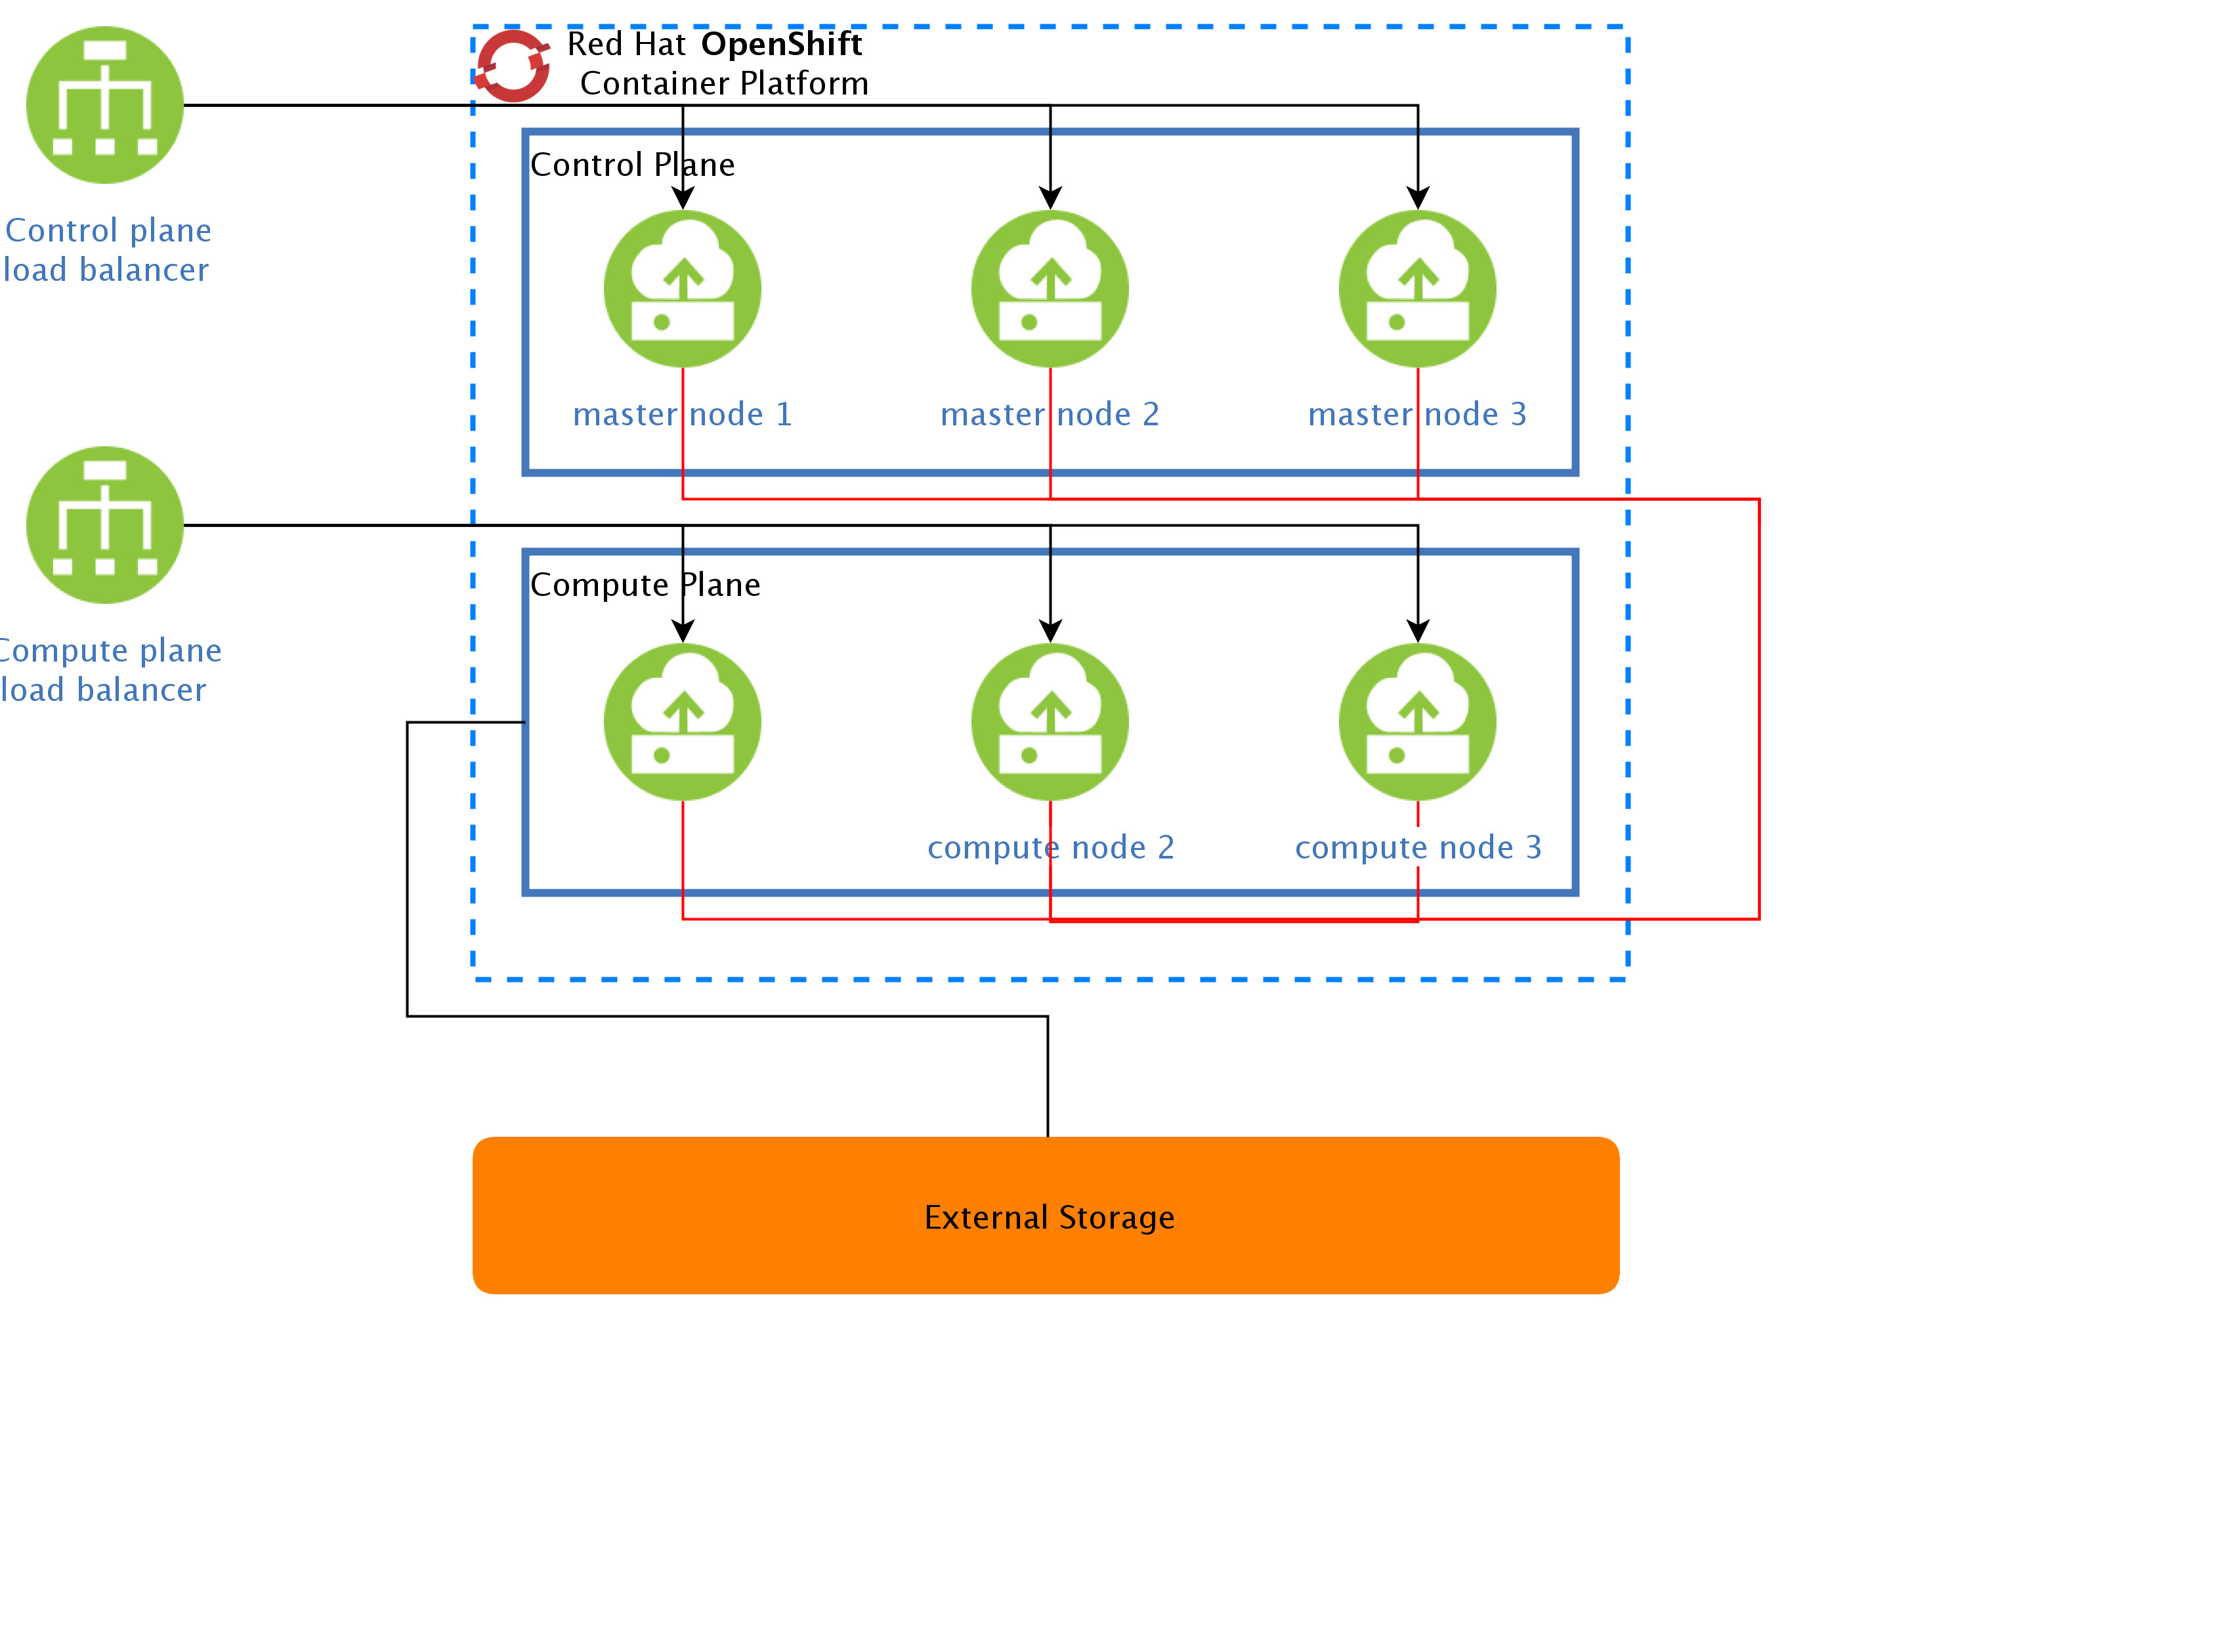 Red Hat OpenShift
Container Platform
Control Plane
Control plane
load balancer
master node 1
master node 2
master node 3
Compute Plane
Compute plane
load balancer
compute node 2
compute node 3
External Storage